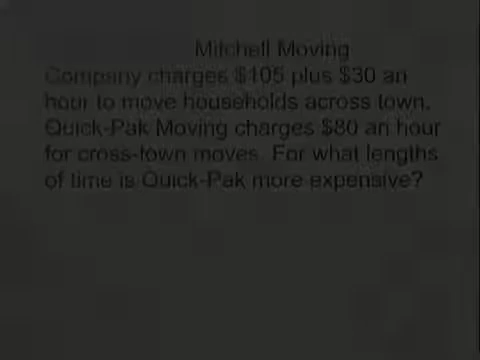 Mitchell Moving
Company charges $105 plus $30 an
hour to move households across town.
Quick-Pak Moving charges $80 an hour
for cross-town moves. For what lengths
of time is Quick-Pak more expensive?